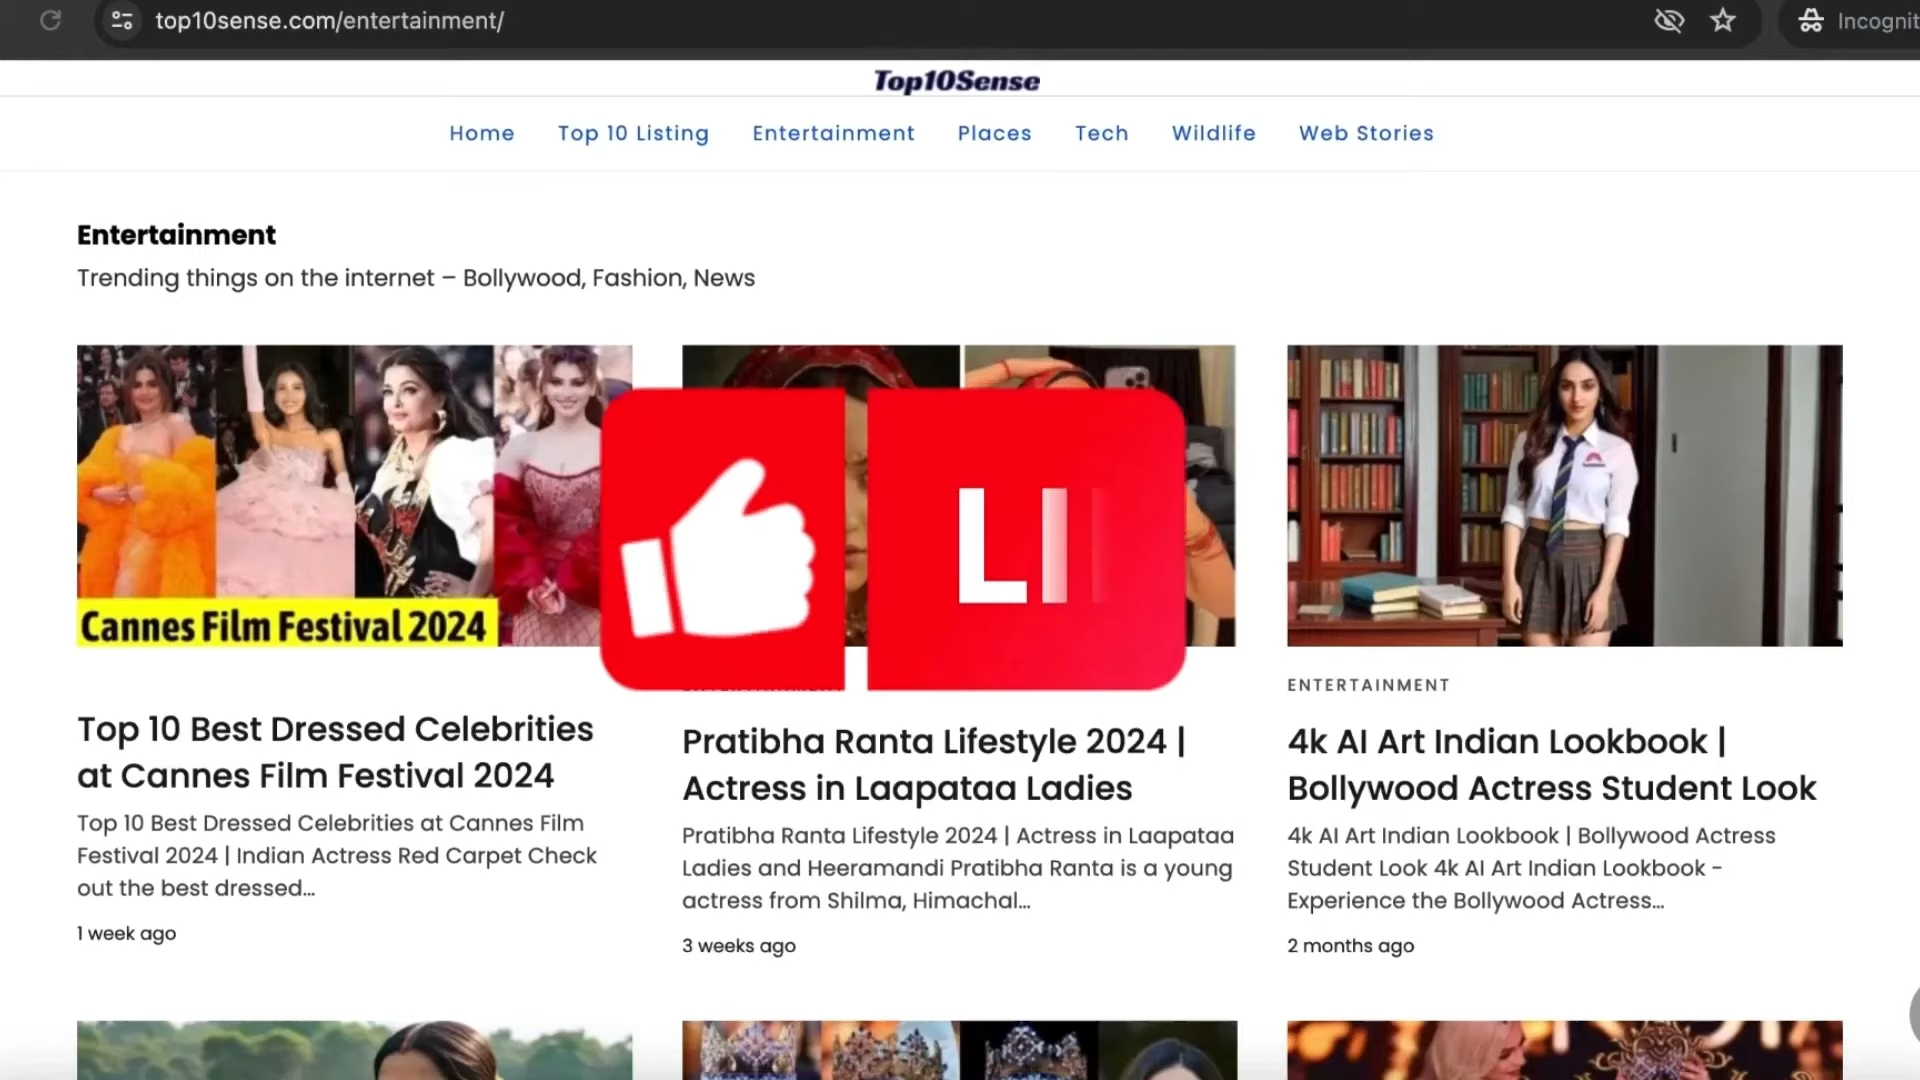 top10sense.com/entertainment/
Incognit
Top10Sense
Home Top 10 Listing Entertainment Places Tech Wildlife Web Stories
Entertainment
Trending things on the internet – Bollywood, Fashion, News
Cannes Film Festival 2024
LI
Top 10 Best Dressed Celebrities
at Cannes Film Festival 2024
Top 10 Best Dressed Celebrities at Cannes Film
Festival 2024 | Indian Actress Red Carpet Check
out the best dressed...
1 week ago
Pratibha Ranta Lifestyle 2024 |
Actress in Laapataa Ladies
Pratibha Ranta Lifestyle 2024 | Actress in Laapataa
Ladies and Heeramandi Pratibha Ranta is a young
actress from Shilma, Himachal...
3 weeks ago
ENTERTAINMENT
4k AI Art Indian Lookbook |
Bollywood Actress Student Look
4k AI Art Indian Lookbook | Bollywood Actress
Student Look 4k AI Art Indian Lookbook -
Experience the Bollywood Actress...
2 months ago